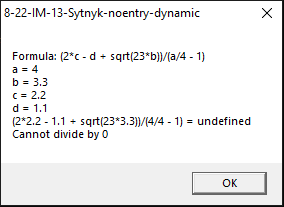 8-22-IM-13-Sytnyk-noentry-dynamic
Formula: (2*c - d + sqrt(23*b))/(a/4 - 1)
a = 4
b = 3.3
c = 2.2
d = 1.1
(2*2.2 - 1.1 + sqrt(23*3.3))/(4/4 - 1) = undefined
Cannot divide by 0
OK